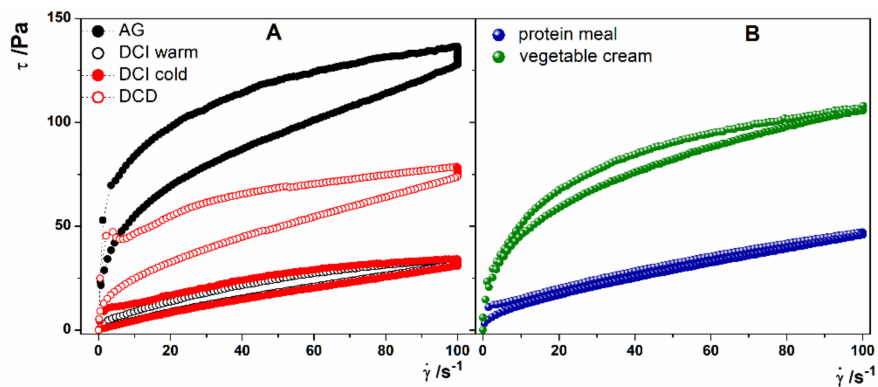 150
100
50
0
τ /Pa
A
AG
DCI warm
DCI cold
DCD
0 20 40 60 80 100
γ̇ /s⁻¹
B
protein meal
vegetable cream
0 20 40 60 80 100
γ̇ /s⁻¹